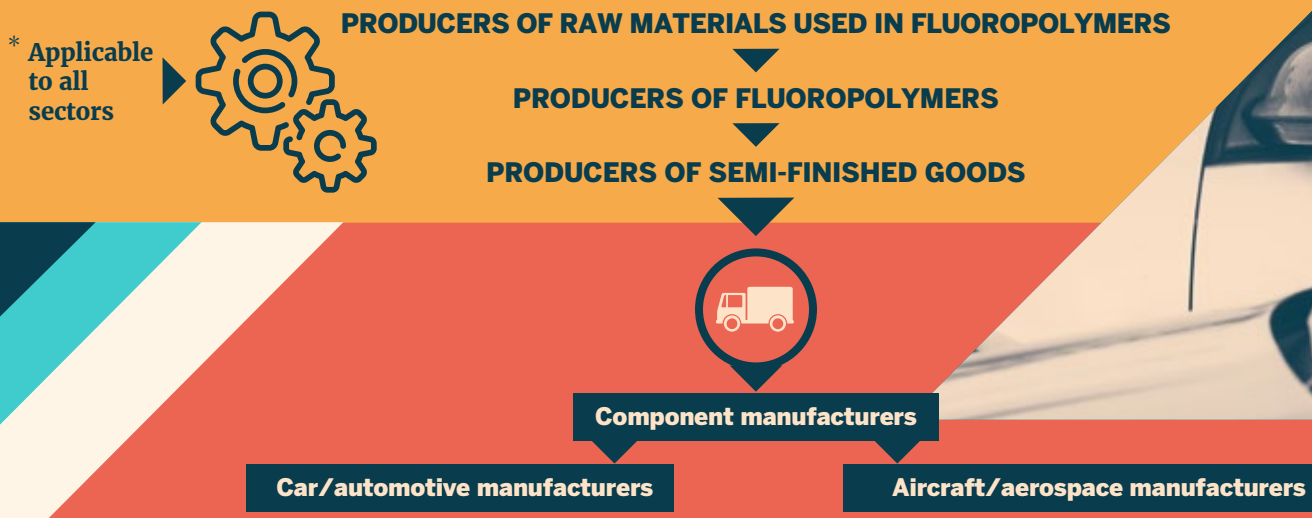 PRODUCERS OF RAW MATERIALS USED IN FLUOROPOLYMERS
* Applicable
to all
sectors
PRODUCERS OF FLUOROPOLYMERS
PRODUCERS OF SEMI-FINISHED GOODS
Component manufacturers
Car/automotive manufacturers
Aircraft/aerospace manufacturers